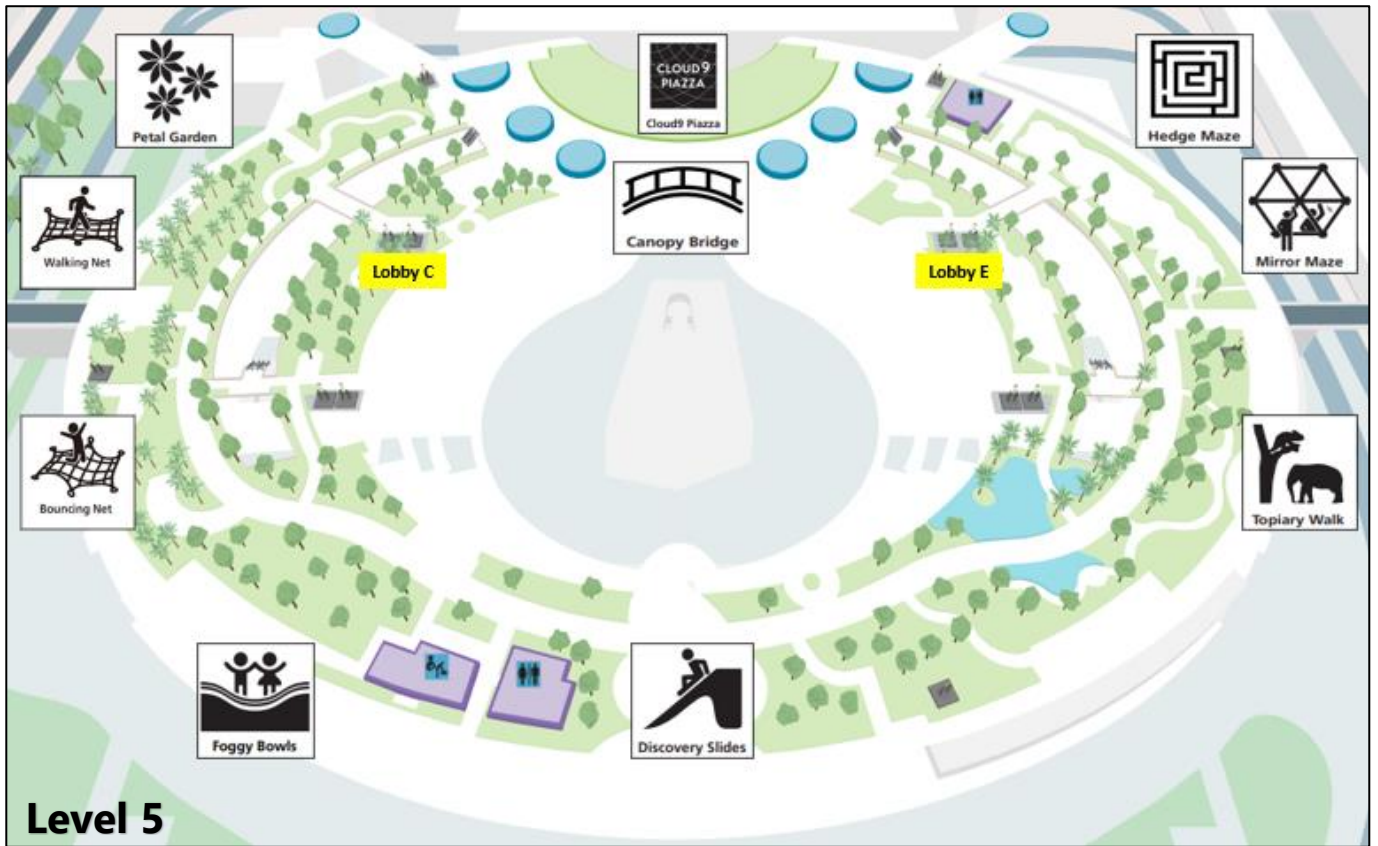 Petal Garden
CLOUD9
PIAZZA
Cloud9 Piazza
Hedge Maze
Walking Net
Canopy Bridge
Mirror Maze
Lobby C
Lobby E
Bouncing Net
Topiary Walk
Foggy Bowls
Discovery Slides
Level 5